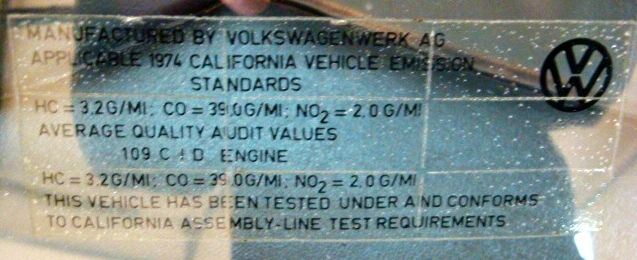 MANUFACTURED BY VOLKSWAGENWERK AG
APPLICABLE 1974 CALIFORNIA VEHICLE EMISSION
STANDARDS
HC = 3.2G/MI; CO = 39.0G/MI; NO2 = 2.0 G/MI
AVERAGE QUALITY AUDIT VALUES
109 C I D ENGINE
HC = 3.2G/MI; CO = 39.0G/MI; NO2 = 2.0 G/MI
THIS VEHICLE HAS BEEN TESTED UNDER AND CONFORMS
TO CALIFORNIA ASSEMBLY-LINE TEST REQUIREMENTS
VW